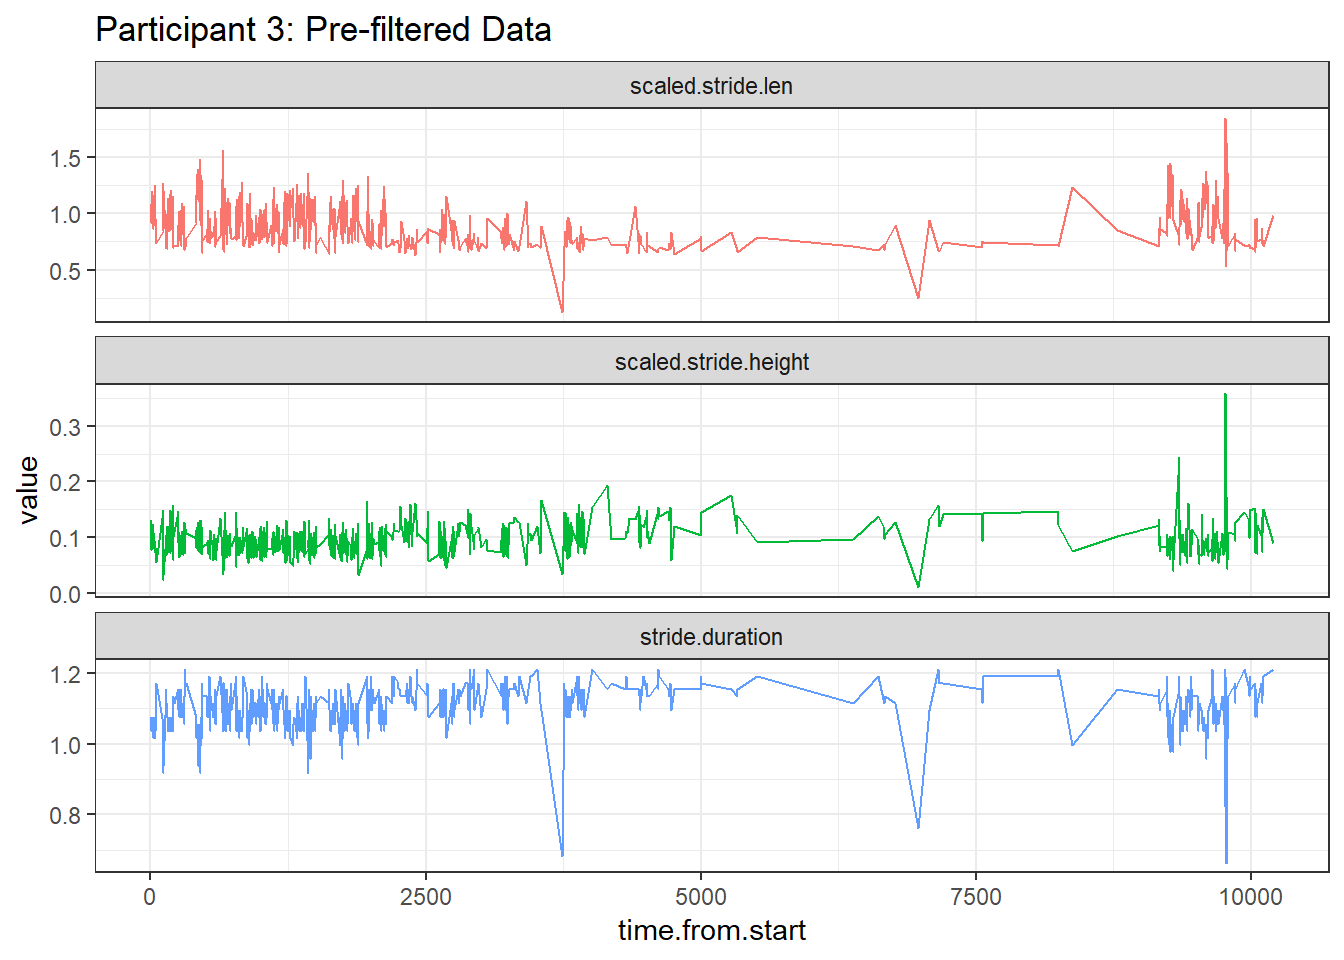 Participant 3: Pre-filtered Data
scaled.stride.len
1.5
1.0
0.5
scaled.stride.height
0.3
0.2
0.1
0.0
value
stride.duration
1.2
1.0
0.8
0 2500 5000 7500 10000
time.from.start